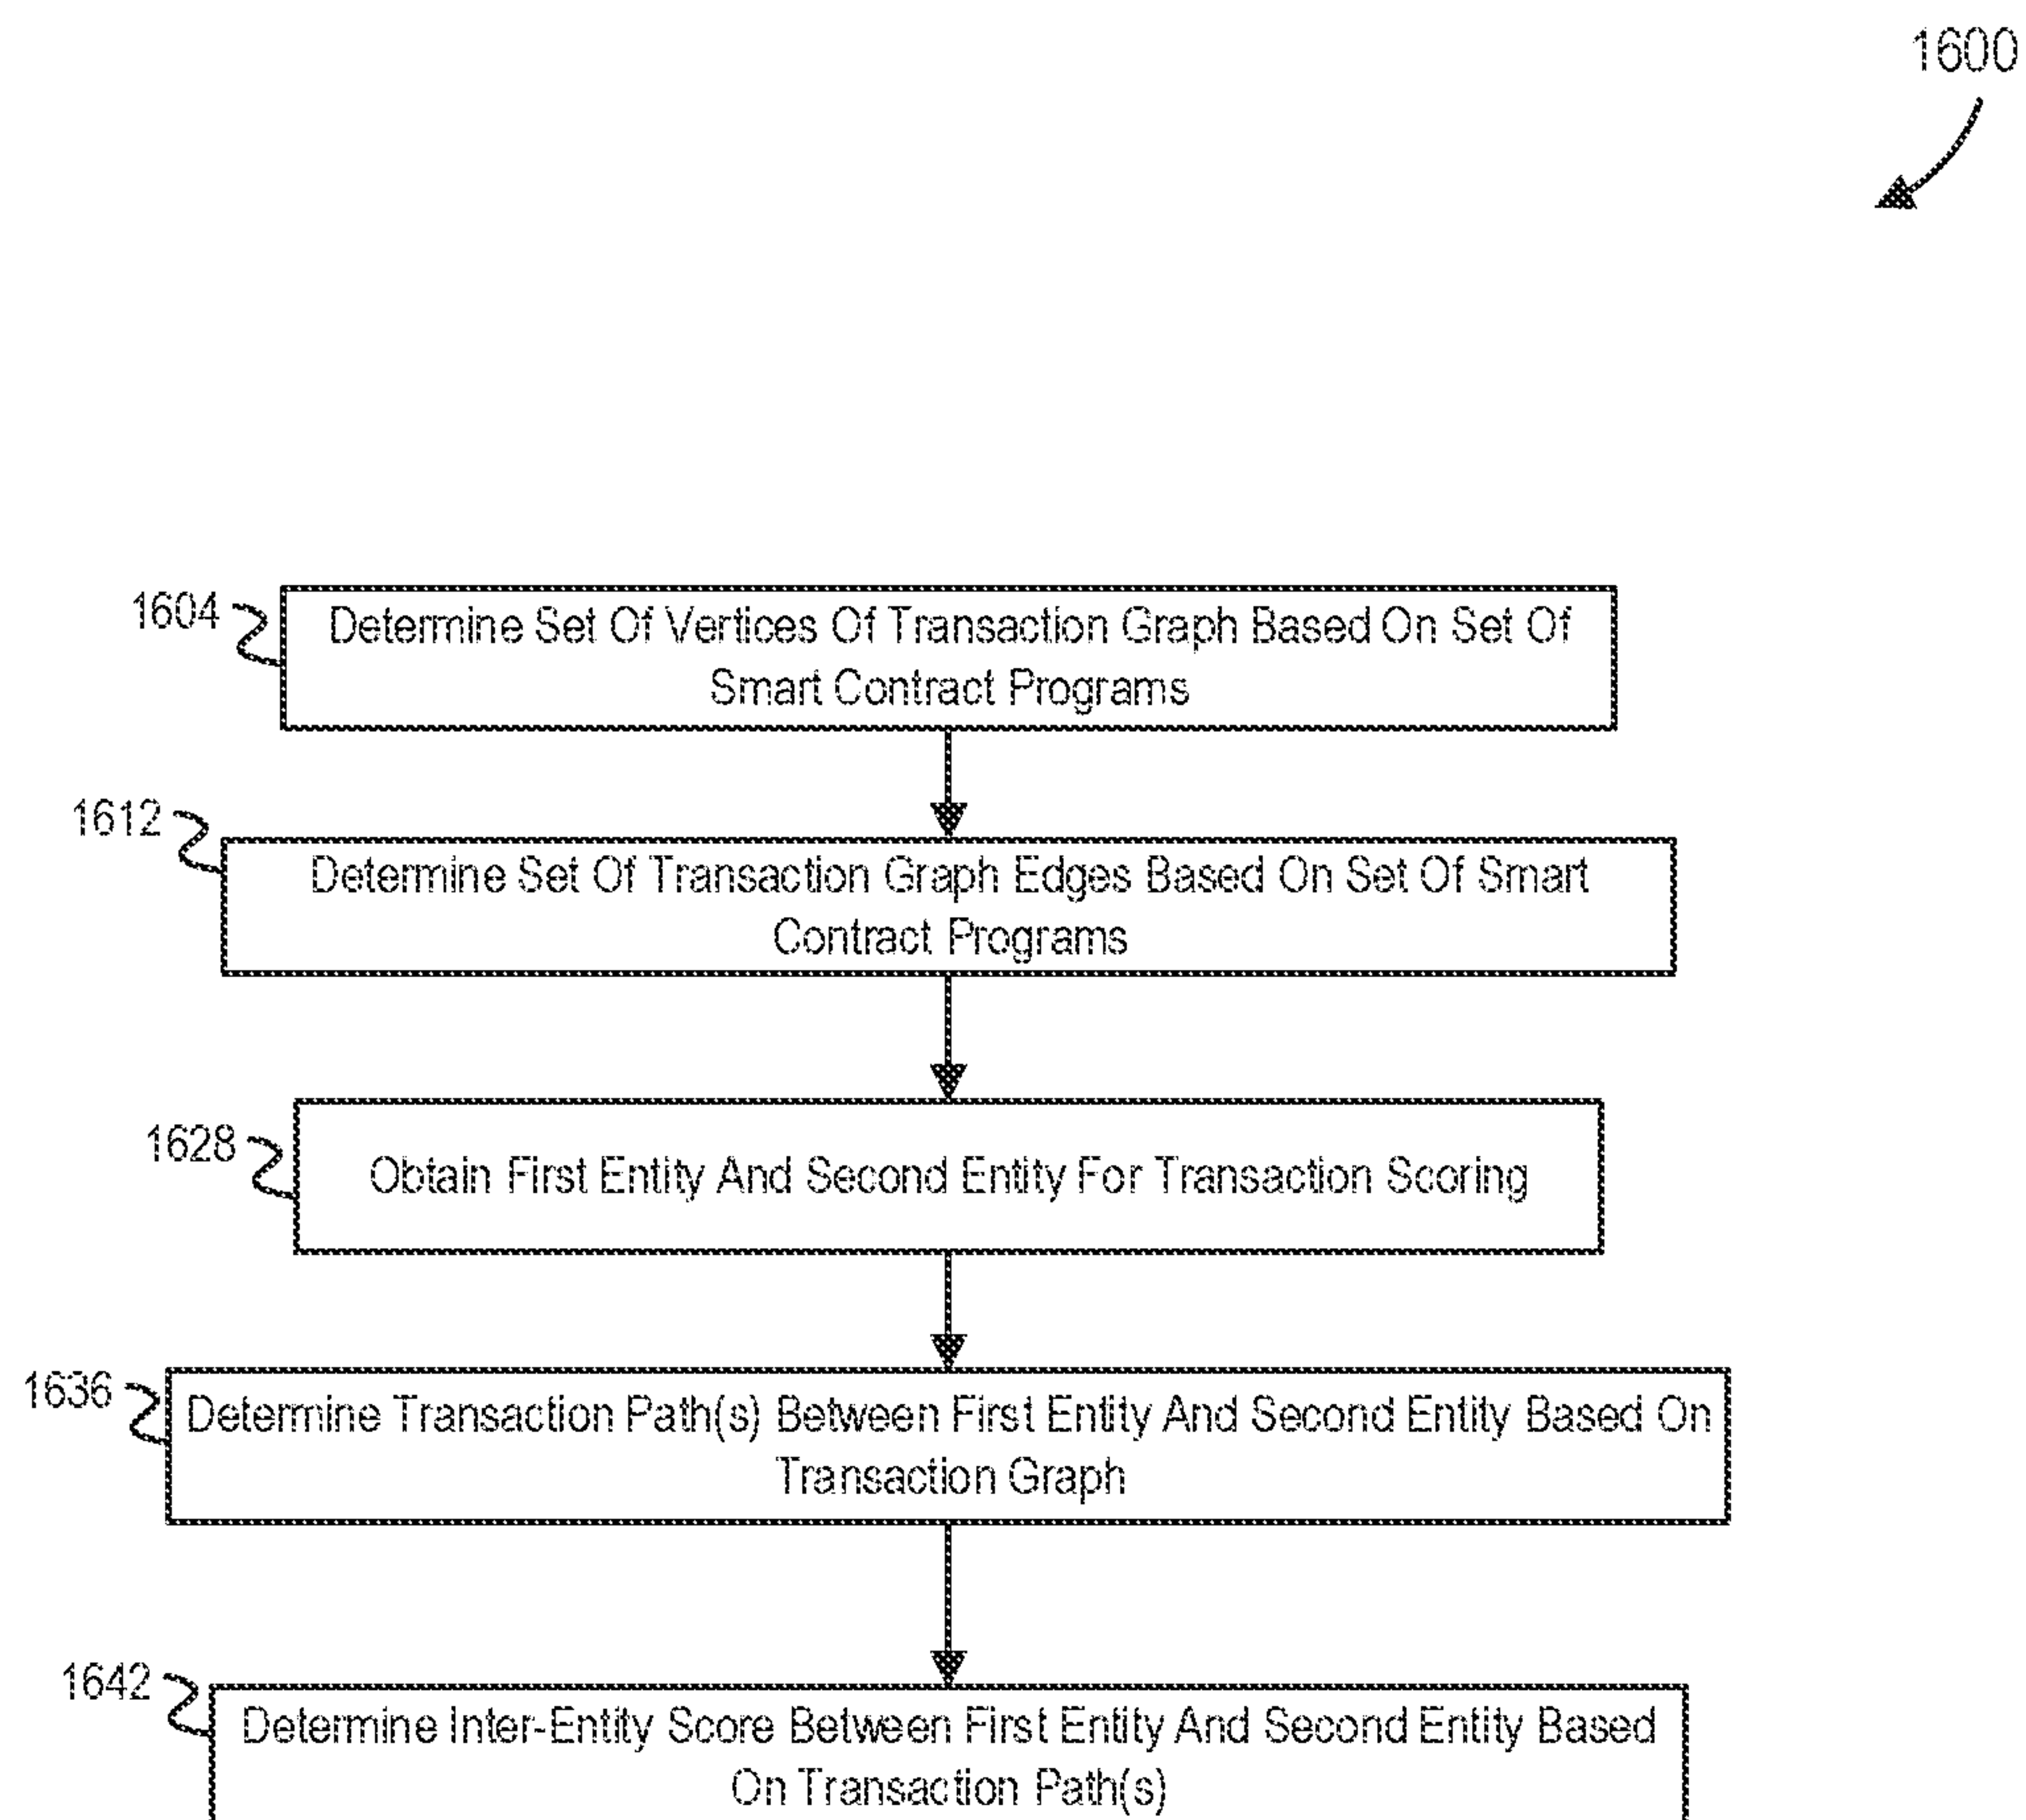 1600
1604
Determine Set Of Vertices Of Transaction Graph Based On Set Of
Smart Contract Programs
1612
Determine Set Of Transaction Graph Edges Based On Set Of Smart
Contract Programs
1628
Obtain First Entity And Second Entity For Transaction Scoring
1636
Determine Transaction Path(s) Between First Entity And Second Entity Based On
Transaction Graph
1642
Determine Inter-Entity Score Between First Entity And Second Entity Based
On Transaction Path(s)